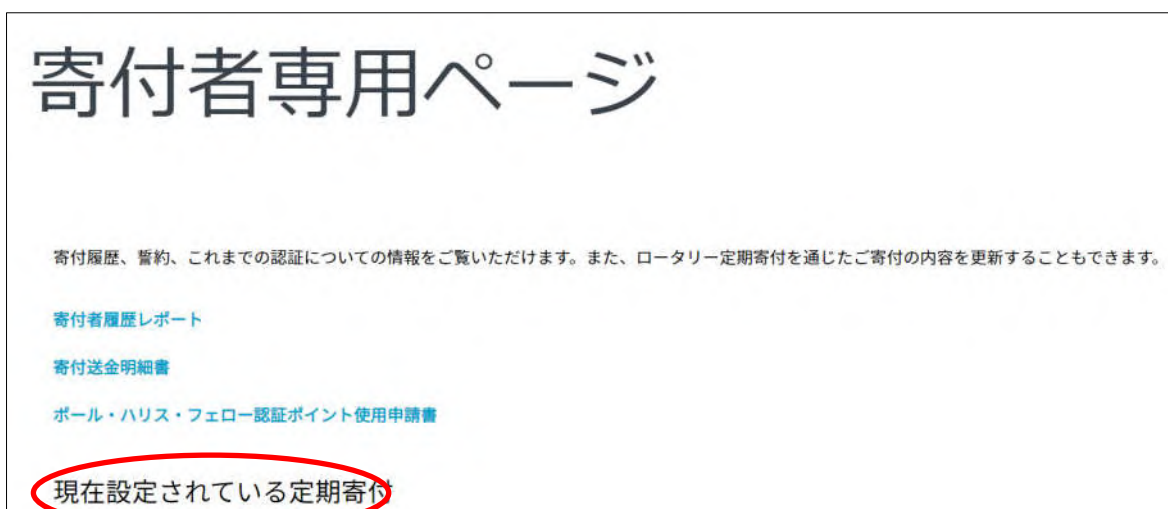 寄付者専用ページ
寄付履歴、誓約、これまでの認証についての情報をご覧いただけます。また、ロータリー定期寄付を通じたご寄付の内容を更新することもできます。
寄付者履歴レポート
寄付送金明細書
ポール・ハリス・フェロー認証ポイント使用申請書
現在設定されている定期寄付